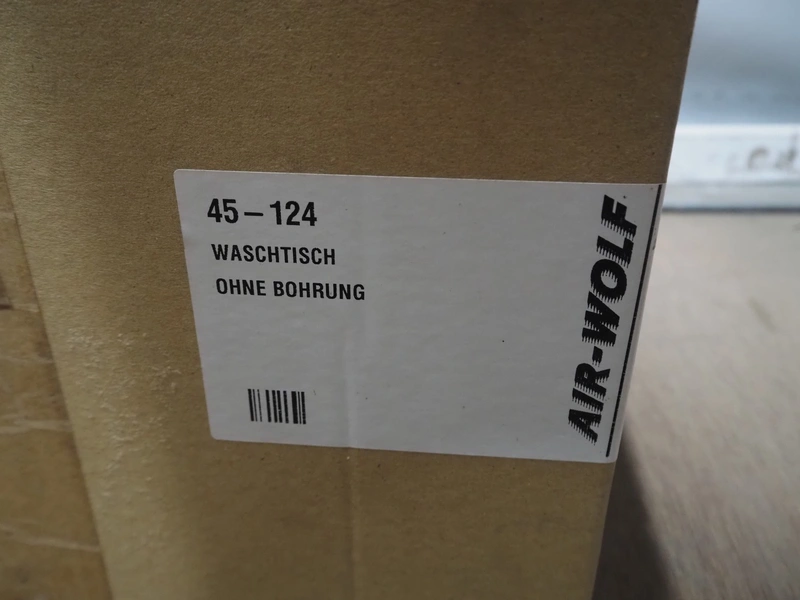 45-124
WASCHTISCH
OHNE BOHRUNG
AIR-WOLF